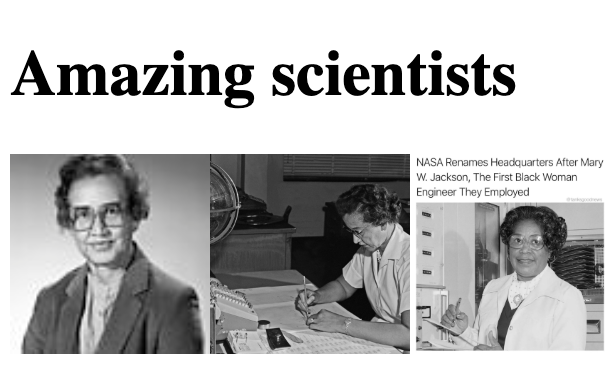 Amazing scientists
NASA Renames Headquarters After Mary
W. Jackson, The First Black Woman
Engineer They Employed